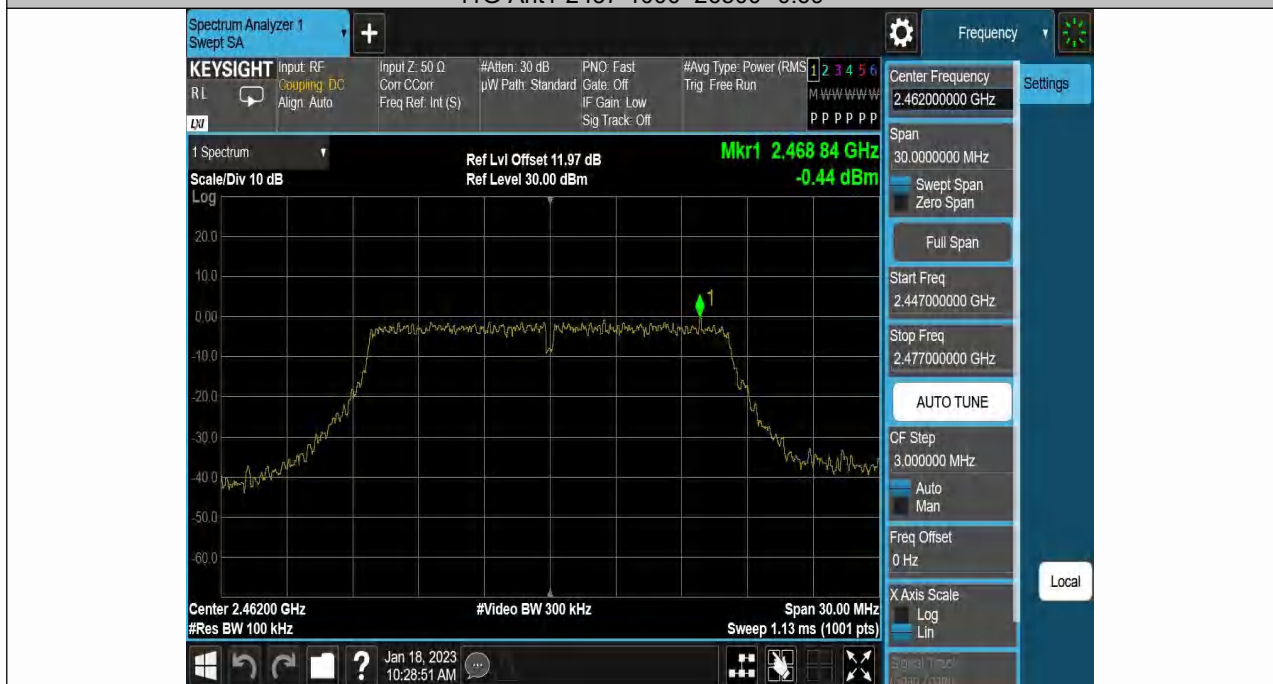 Spectrum Analyzer 1
Swept SA
+
Frequency
KEYSIGHT
RL
LXI
Input: RF
Coupling: DC
Align: Auto
Input Z: 50 Ω
Corr CCorr
Freq Ref: Int (S)
#Atten: 30 dB
µW Path: Standard
PNO: Fast
Gate: Off
IF Gain: Low
Sig Track: Off
#Avg Type: Power (RMS
Trig: Free Run
1 2 3 4 5 6
M W W W W W
P P P P P P
Center Frequency
2.462000000 GHz
Settings
1 Spectrum
Scale/Div 10 dB
Ref Lvl Offset 11.97 dB
Ref Level 30.00 dBm
Mkr1 2.468 84 GHz
-0.44 dBm
Span
30.0000000 MHz
Swept Span
Zero Span
Full Span
Start Freq
2.447000000 GHz
Stop Freq
2.477000000 GHz
AUTO TUNE
CF Step
3.000000 MHz
Auto
Man
Freq Offset
0 Hz
X Axis Scale
Log
Lin
Local
Log
20.0
10.0
0.00
-10.0
-20.0
-30.0
-40.0
-50.0
-60.0
1
Center 2.46200 GHz
#Res BW 100 kHz
#Video BW 300 kHz
Span 30.00 MHz
Sweep 1.13 ms (1001 pts)
?
Jan 18, 2023
10:28:51 AM